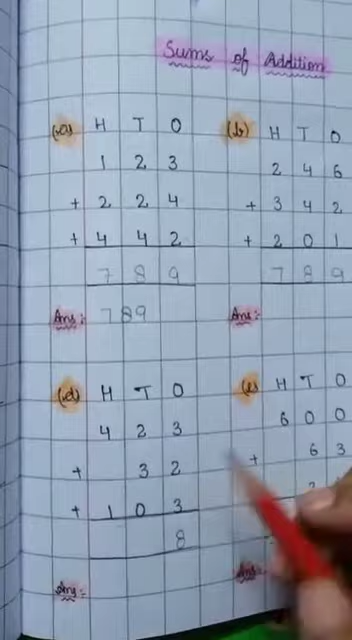 Sums of Addition
(a) H T O
1 2 3
+ 2 2 4
+ 4 4 2
7 8 9
Ans:- 789
(b) H T O
2 4 6
+ 3 4 2
+ 2 0 1
7 8 9
Ans:-
(d) H T O
4 2 3
+ 3 2
+ 1 0 3
8
Ans:-
(e) H T O
6 0 0
+ 6 3
Ans:-